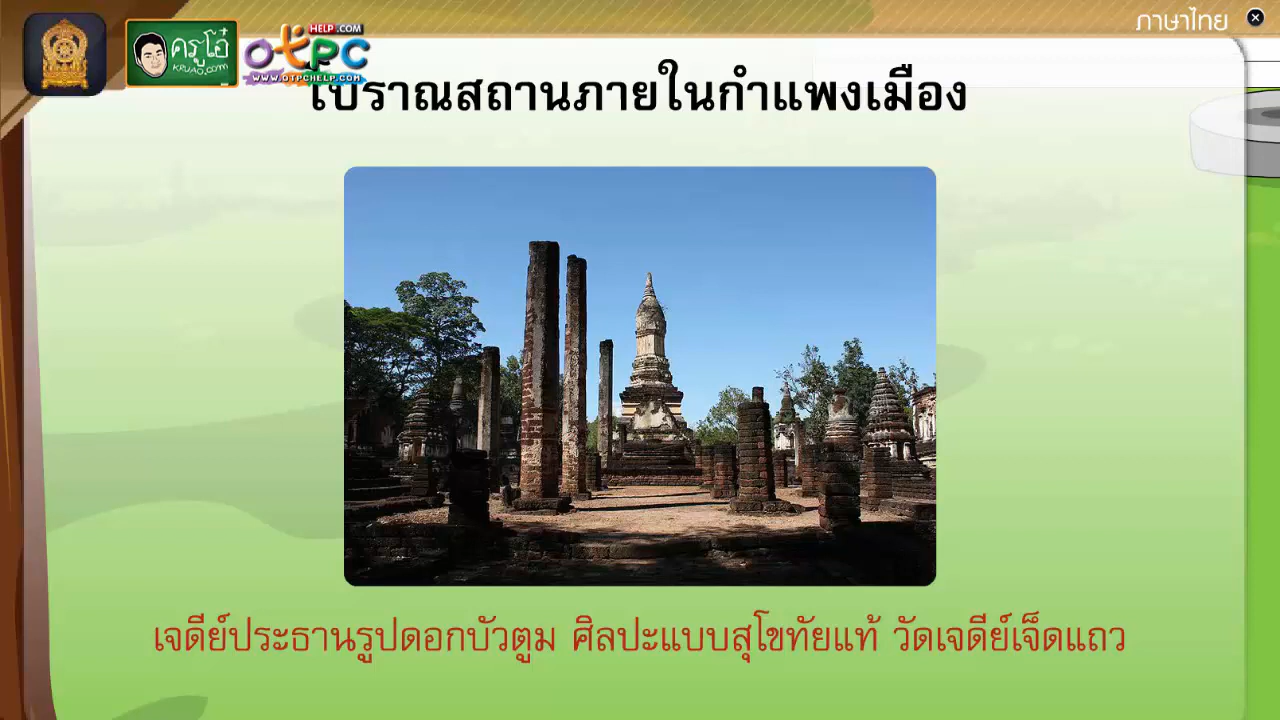 ภาษาไทย
ครูโอ๋
KRUAO.com
HELP.COM
OTPC
WWW.OTPCHELP.COM
โบราณสถานภายในกำแพงเมือง
เจดีย์ประธานรูปดอกบัวตูม ศิลปะแบบสุโขทัยแท้ วัดเจดีย์เจ็ดแถว